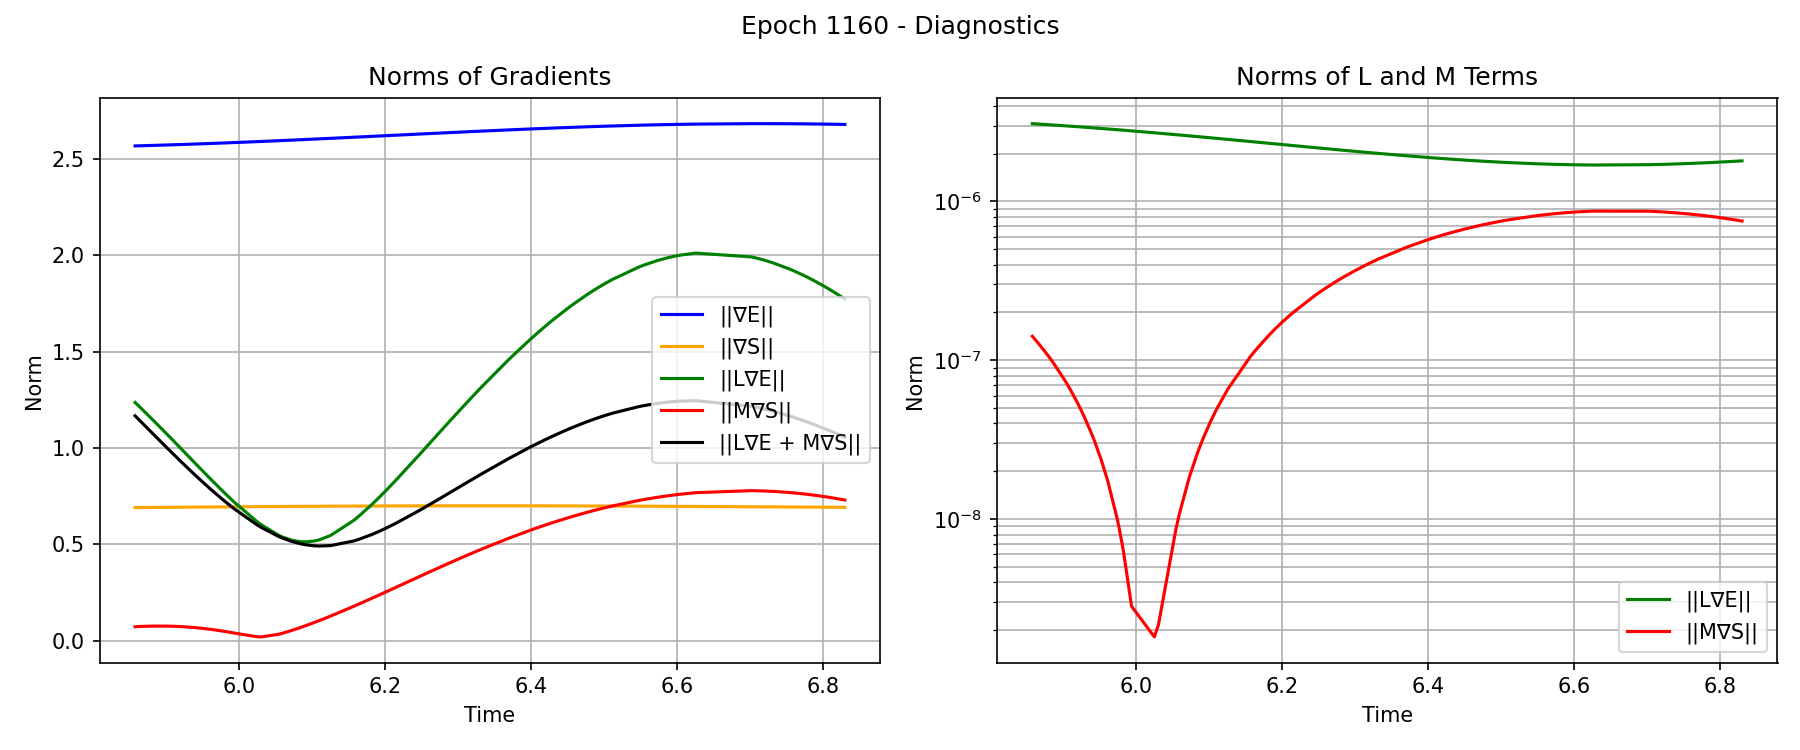 Epoch 1160 - Diagnostics
Norms of Gradients
Norm
2.5
2.0
1.5
1.0
0.5
0.0
||∇E||
||∇S||
||L∇E||
||M∇S||
||L∇E + M∇S||
6.0 6.2 6.4 6.6 6.8
Time
Norms of L and M Terms
Norm
10⁻⁶
10⁻⁷
10⁻⁸
||L∇E||
||M∇S||
6.0 6.2 6.4 6.6 6.8
Time